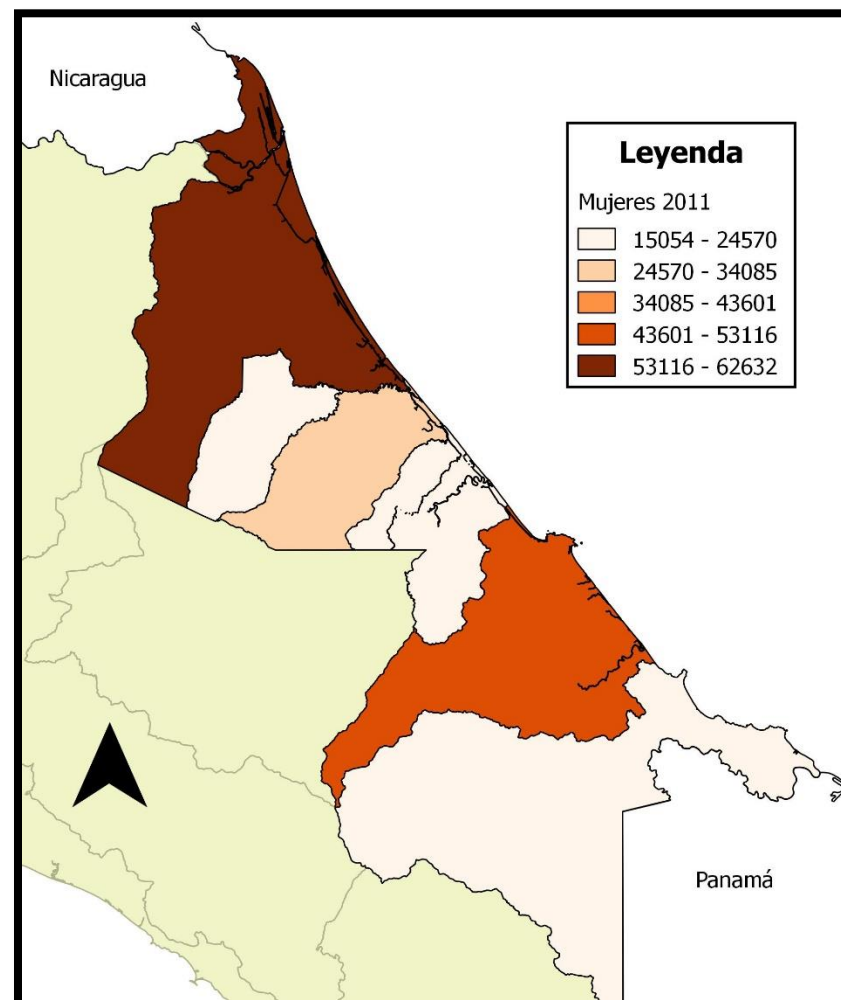 Nicaragua
Leyenda
Mujeres 2011
15054 - 24570
24570 - 34085
34085 - 43601
43601 - 53116
53116 - 62632
Panamá